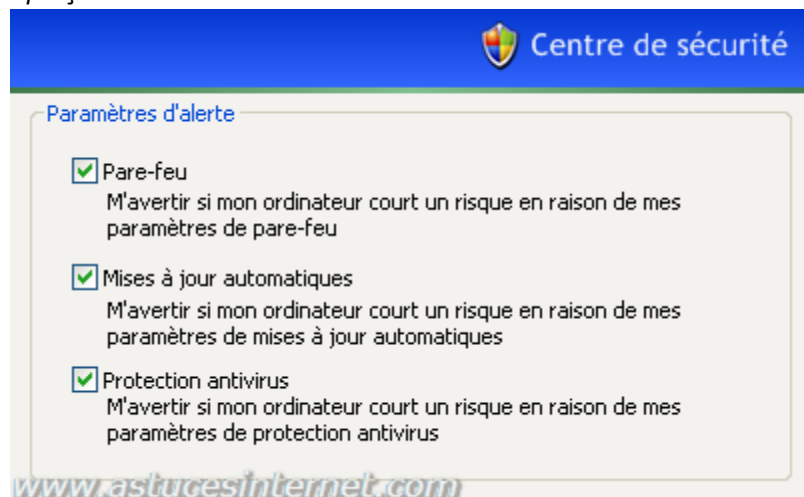 Centre de sécurité
Paramètres d'alerte
Pare-feu
M'avertir si mon ordinateur court un risque en raison de mes
paramètres de pare-feu
Mises à jour automatiques
M'avertir si mon ordinateur court un risque en raison de mes
paramètres de mises à jour automatiques
Protection antivirus
M'avertir si mon ordinateur court un risque en raison de mes
paramètres de protection antivirus
www.astucesinternet.com